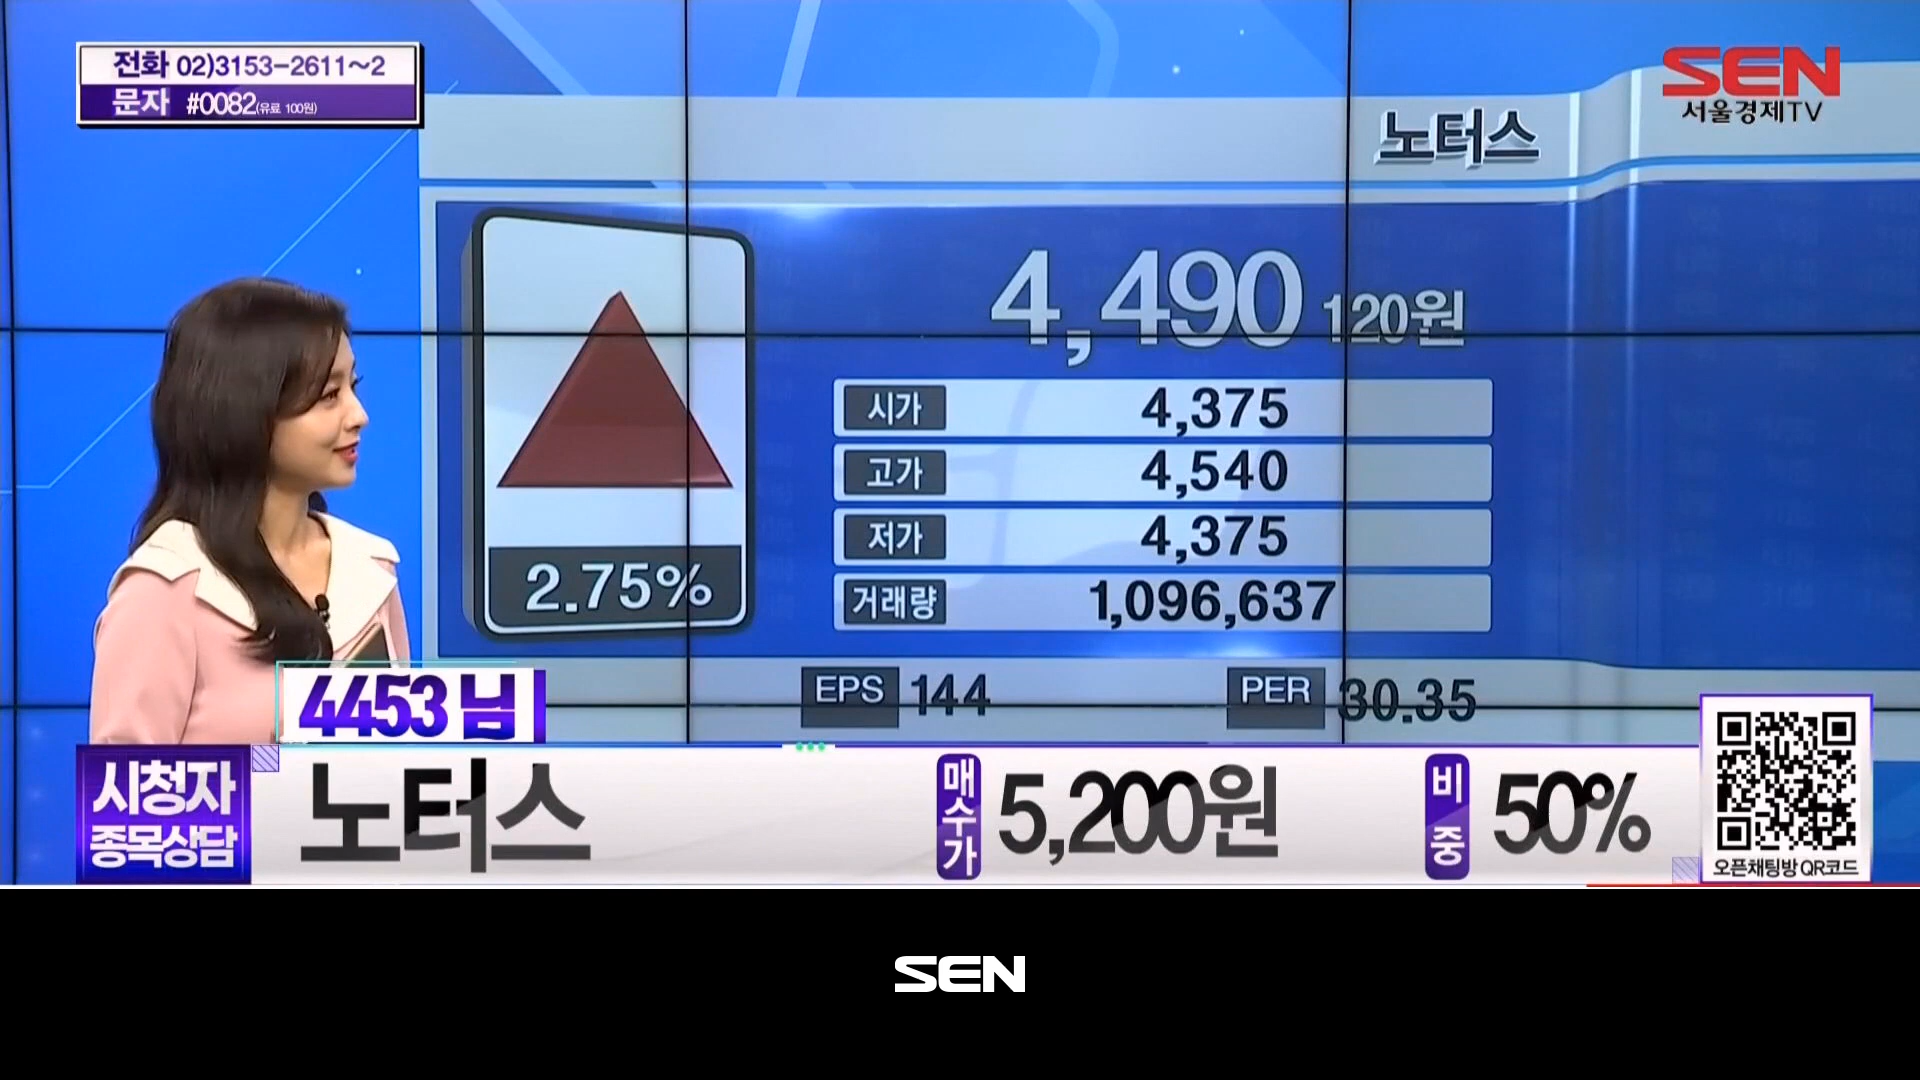 전화 02)3153-2611~2
문자 #0082(유료 100원)
SEN
서울경제TV
노터스
4,490 120원
2.75%
시가 4,375
고가 4,540
저가 4,375
거래량 1,096,637
EPS 144 PER 30.35
4453 님
시청자
종목상담
노터스 매수가 5,200원 비중 50%
오픈채팅방 QR코드
SEN